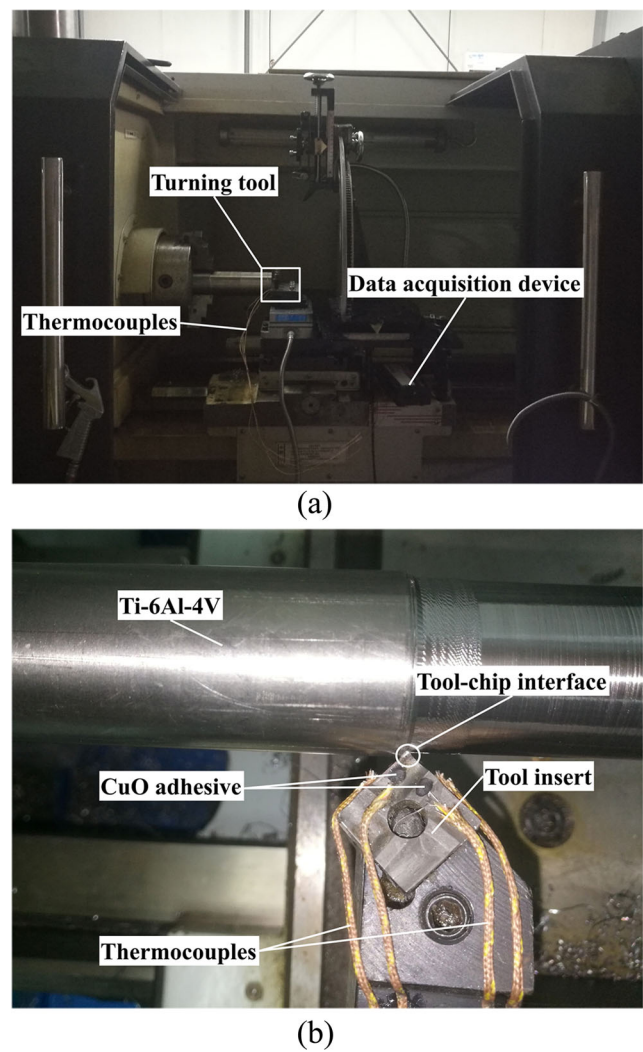 Turning tool
Data acquisition device
Thermocouples
(a)
Ti-6Al-4V
Tool-chip interface
CuO adhesive
Tool insert
Thermocouples
(b)